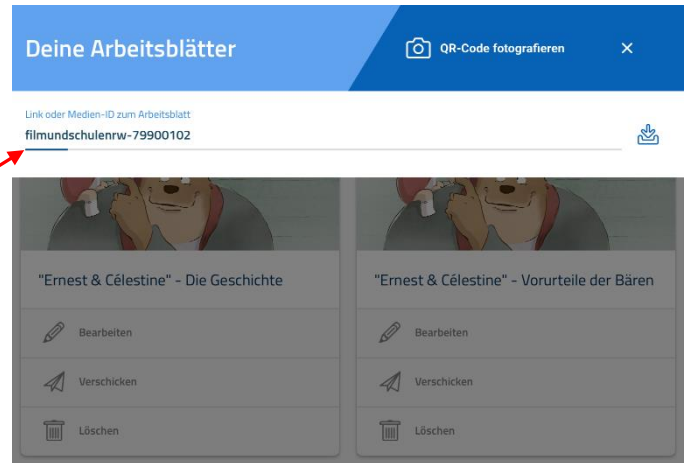 Deine Arbeitsblätter
QR-Code fotografieren
Link oder Medien-ID zum Arbeitsblatt
filmundschulenrw-79900102
"Ernest & Célestine" - Die Geschichte
Bearbeiten
Verschicken
Löschen
"Ernest & Célestine" - Vorurteile der Bären
Bearbeiten
Verschicken
Löschen